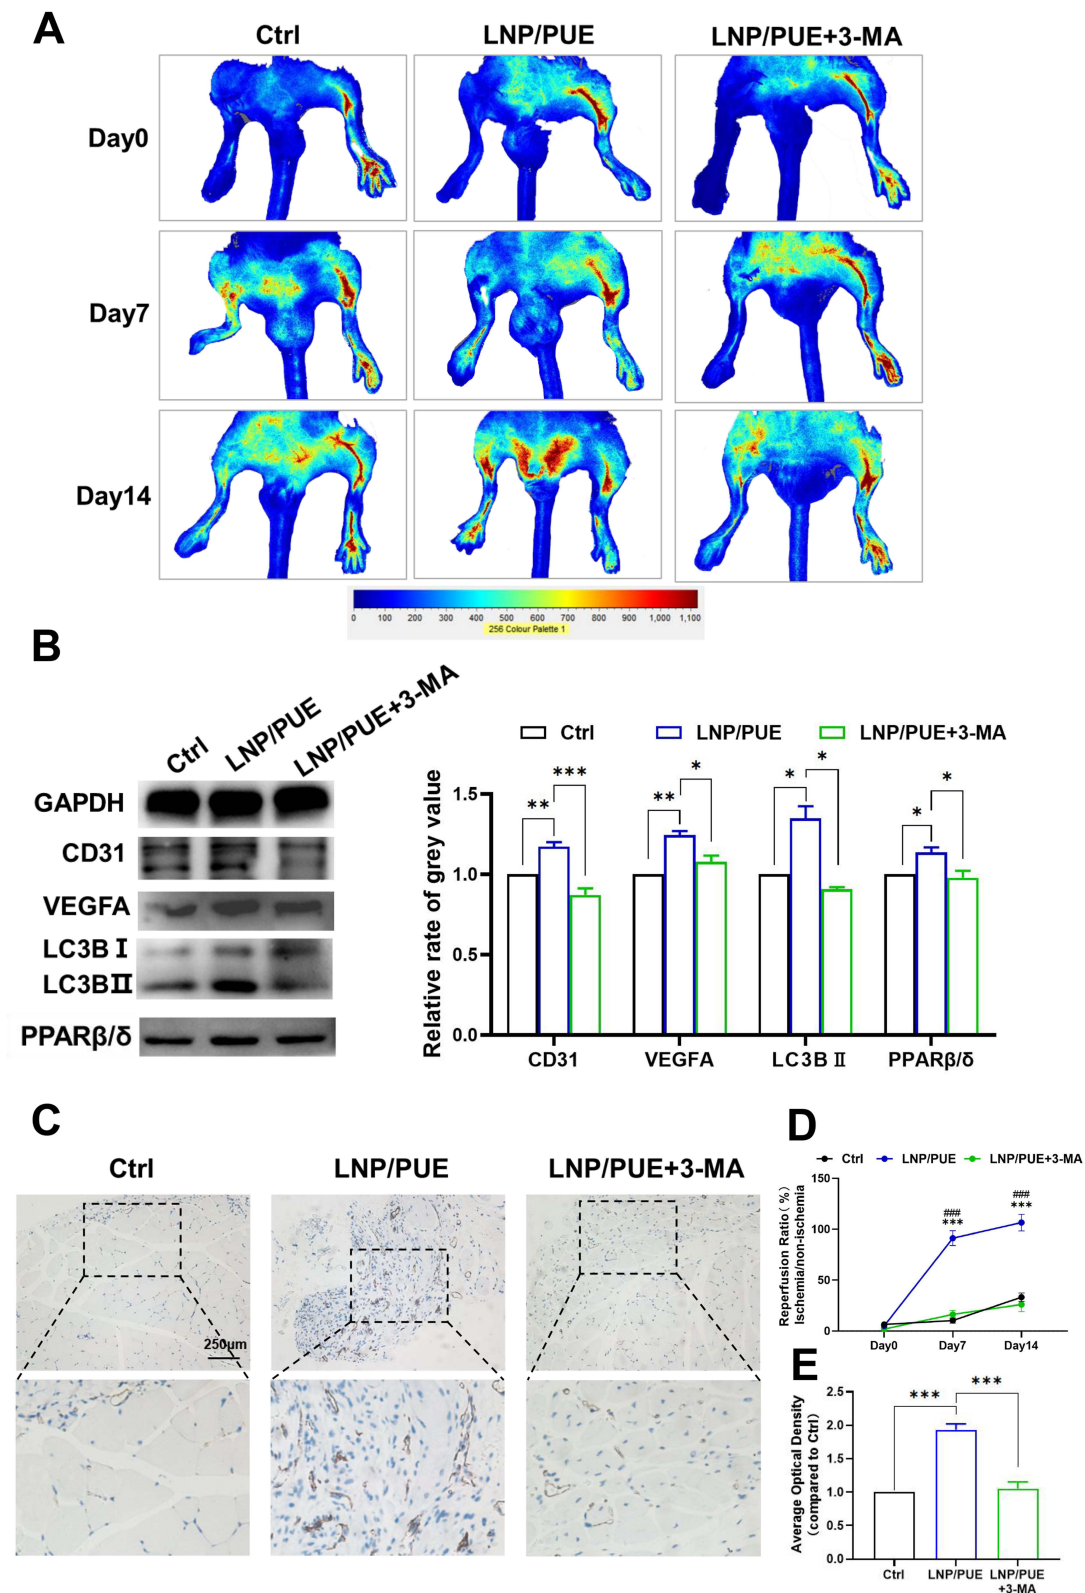 A
Ctrl LNP/PUE LNP/PUE+3-MA
Day0
Day7
Day14
0 100 200 300 400 500 600 700 800 900 1,000 1,100
256 Colour Palette 1
B
Ctrl LNP/PUE LNP/PUE+3-MA
GAPDH
CD31
VEGFA
LC3B Ⅰ
LC3BⅡ
PPARβ/δ
Ctrl LNP/PUE LNP/PUE+3-MA
Relative rate of grey value
1.5
1.0
0.5
0.0
** *** ** * * * * *
CD31 VEGFA LC3B Ⅱ PPARβ/δ
C
Ctrl LNP/PUE LNP/PUE+3-MA
250μm
D
Ctrl LNP/PUE LNP/PUE+3-MA
Reperfusion Ratio(%)
Ischemia/non-Ischemia
150
100
50
0
### ###
*** ***
Day0 Day7 Day14
E
Average Optical Density
(compared to Ctrl)
2.5
2.0
1.5
1.0
0.5
0.0
*** ***
Ctrl LNP/PUE LNP/PUE
+3-MA